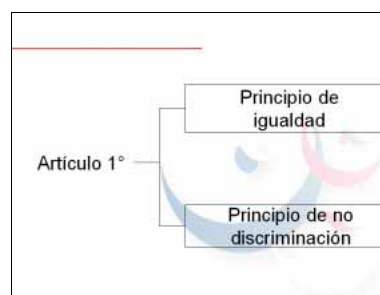 Principio de
igualdad
Artículo 1°
Principio de no
discriminación